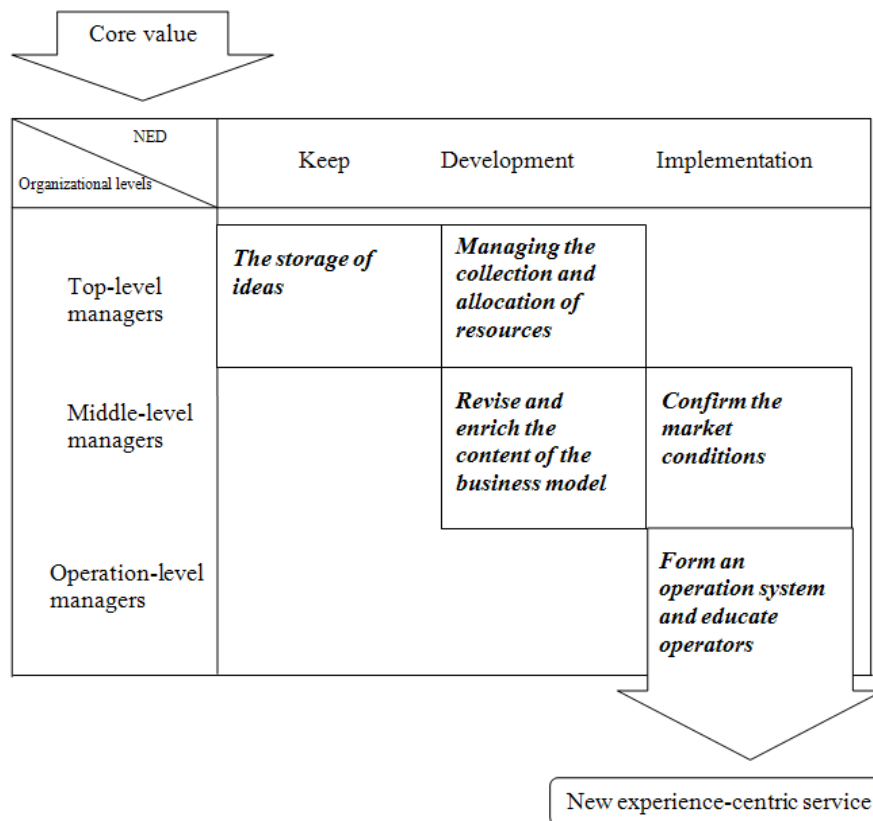 Core value
NED
Organizational levels
Keep
Development
Implementation
Top-level
managers
The storage of
ideas
Managing the
collection and
allocation of
resources
Middle-level
managers
Revise and
enrich the
content of the
business model
Confirm the
market
conditions
Operation-level
managers
Form an
operation system
and educate
operators
New experience-centric service